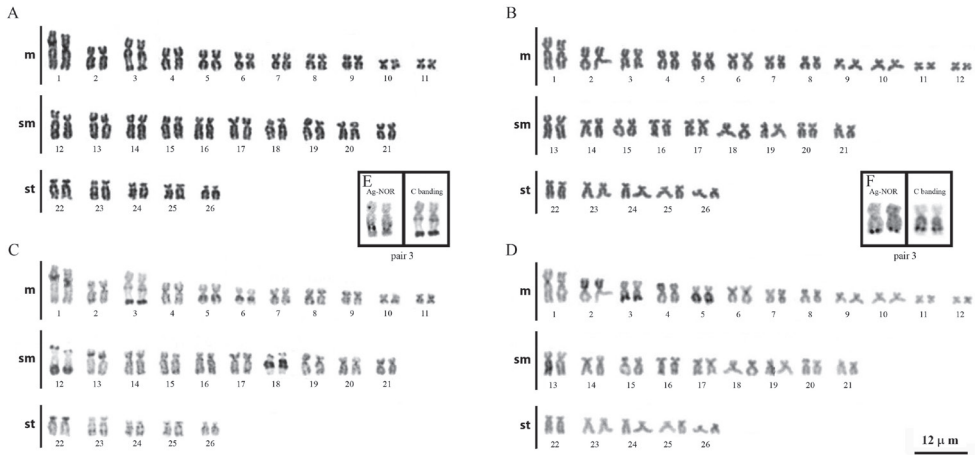 A
m
1 2 3 4 5 6 7 8 9 10 11
sm
12 13 14 15 16 17 18 19 20 21
st
22 23 24 25 26
B
m
1 2 3 4 5 6 7 8 9 10 11 12
sm
13 14 15 16 17 18 19 20 21
st
22 23 24 25 26
E
Ag-NOR C banding
pair 3
F
Ag-NOR C banding
pair 3
C
m
1 2 3 4 5 6 7 8 9 10 11
sm
12 13 14 15 16 17 18 19 20 21
st
22 23 24 25 26
D
m
1 2 3 4 5 6 7 8 9 10 11 12
sm
13 14 15 16 17 18 19 20 21
st
22 23 24 25 26
12 μ m